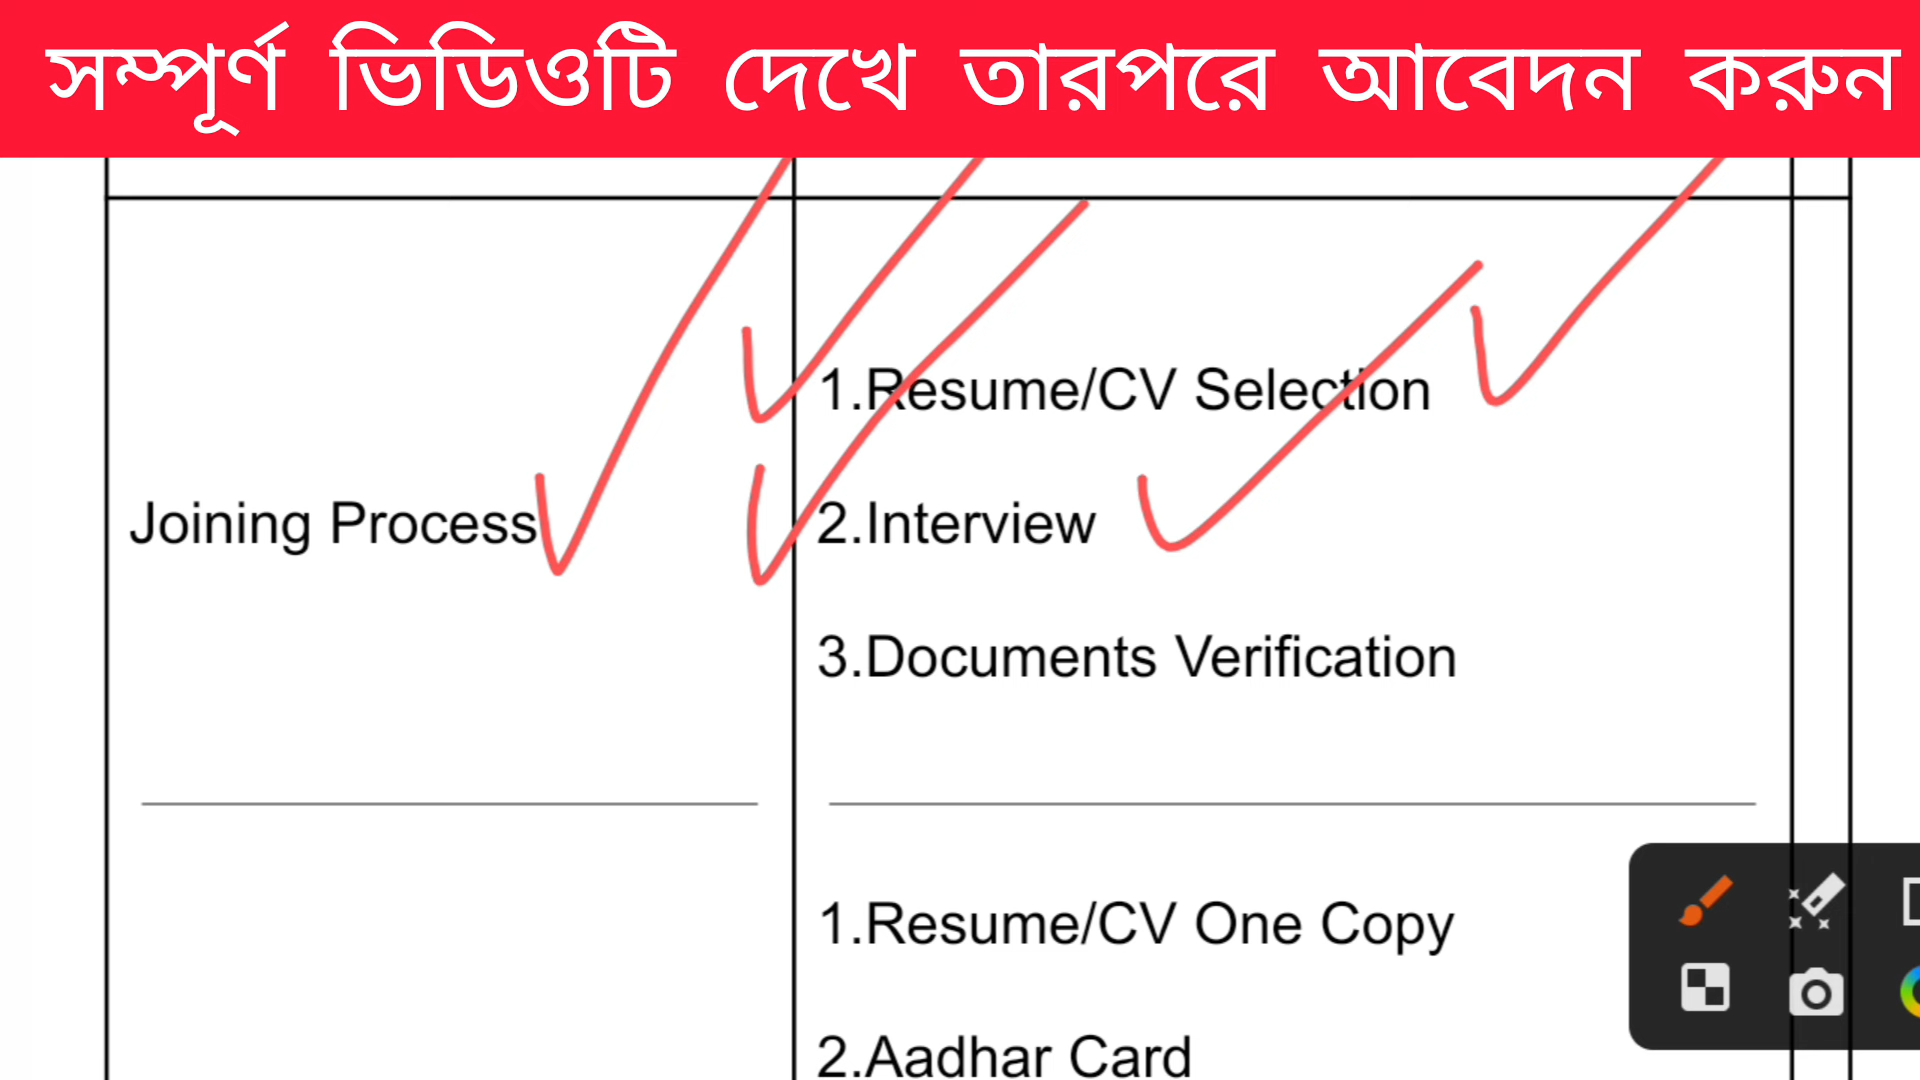 সম্পূর্ণ ভিডিওটি দেখে তারপরে আবেদন করুন
1.Resume/CV Selection
Joining Process
2.Interview
3.Documents Verification
1.Resume/CV One Copy
2.Aadhar Card